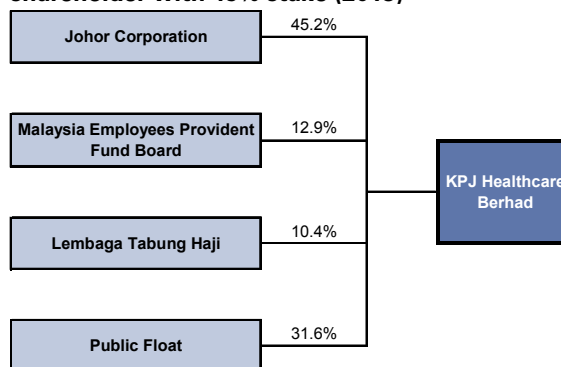 Johor Corporation
45.2%
Malaysia Employees Provident
Fund Board
12.9%
KPJ Healthcare
Berhad
Lembaga Tabung Haji
10.4%
Public Float
31.6%